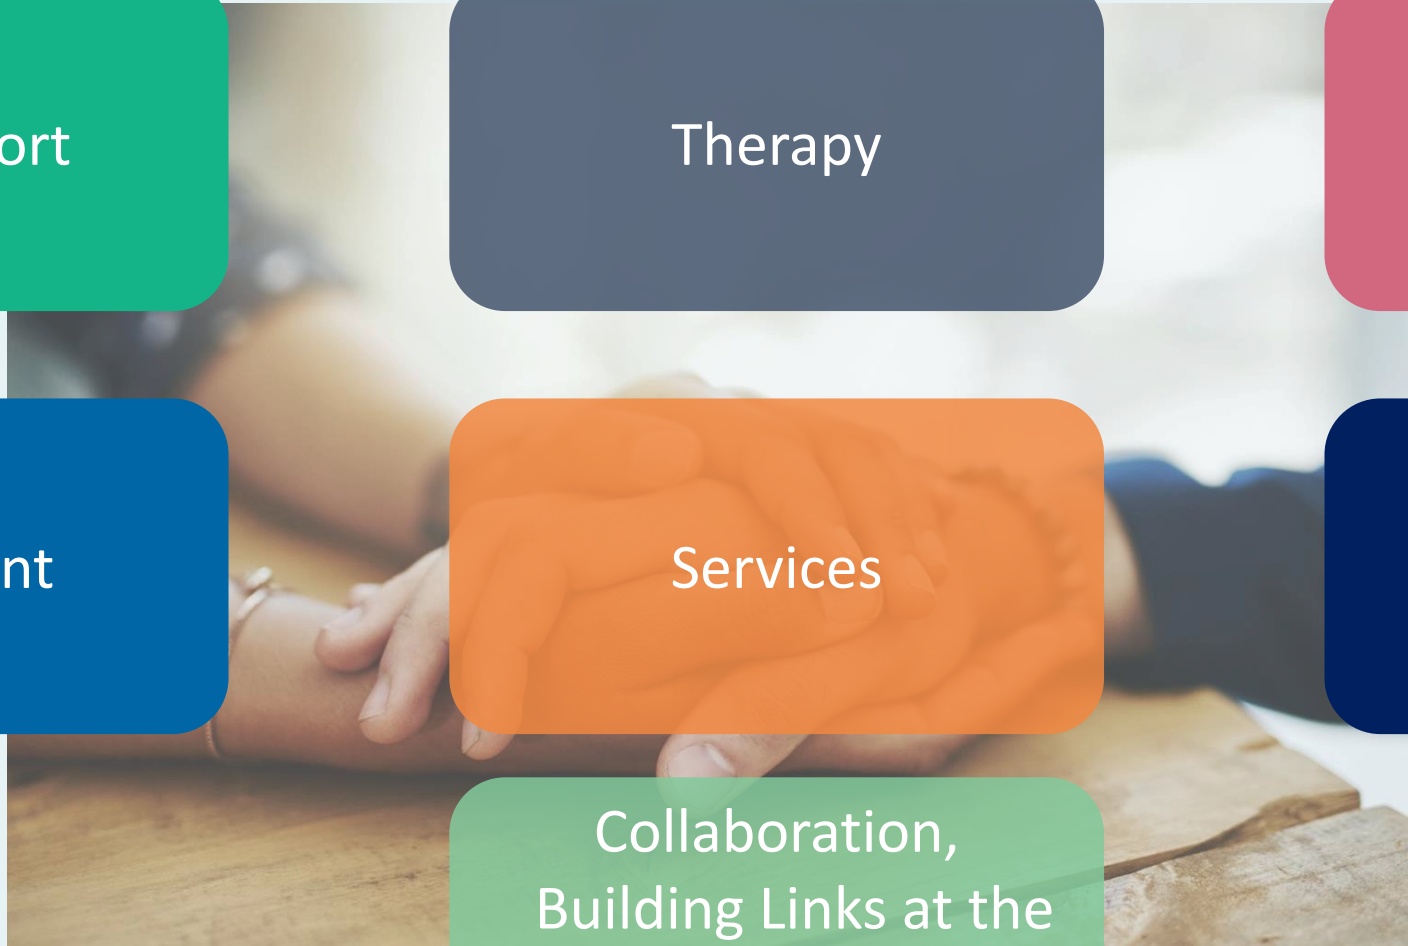 ort
Therapy
nt
Services
Collaboration,
Building Links at the